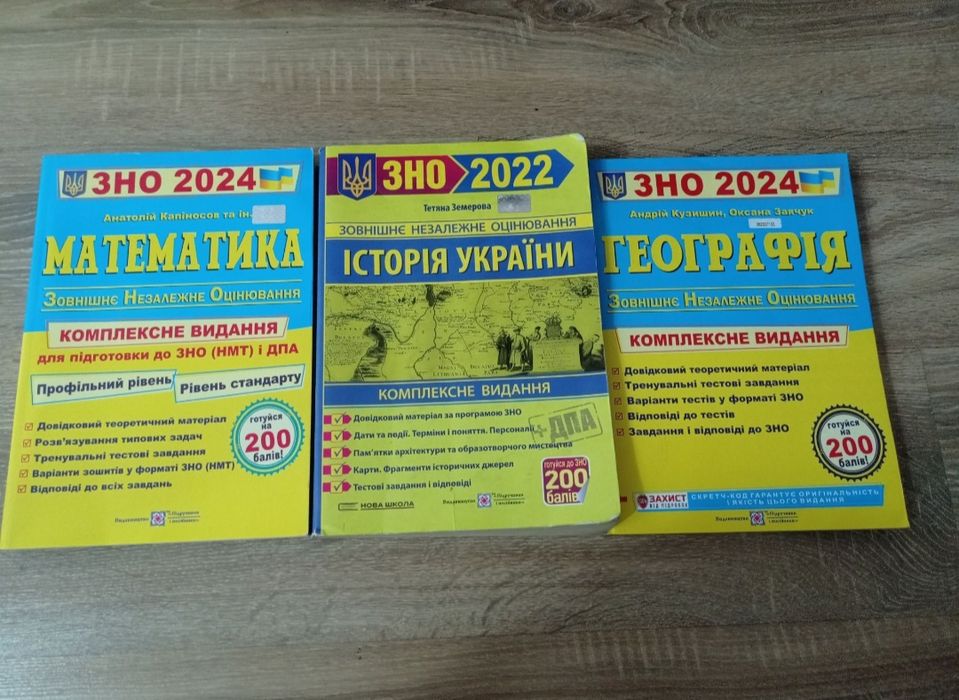 ЗНО 2024
Анатолій Капіносов та ін.
МАТЕМАТИКА
ЗОВНІШНЄ НЕЗАЛЕЖНЕ ОЦІНЮВАННЯ
КОМПЛЕКСНЕ ВИДАННЯ
для підготовки до ЗНО (НМТ) і ДПА
Профільний рівень
Рівень стандарту
Довідковий теоретичний матеріал
Розв'язування типових задач
Тренувальні тестові завдання
Варіанти зошитів у форматі ЗНО (НМТ)
Відповіді до всіх завдань
готуйся
на
200
балів!
Видавництво
ЗНО 2022
Тетяна Земерова
ЗОВНІШНЄ НЕЗАЛЕЖНЕ ОЦІНЮВАННЯ
ІСТОРІЯ УКРАЇНИ
КОМПЛЕКСНЕ ВИДАННЯ
Довідковий матеріал за програмою ЗНО
Дати та події. Терміни і поняття. Персоналії
Пам'ятки архітектури та образотворчого мистецтва
Карти. Фрагменти історичних джерел
Тестові завдання і відповіді
+ДПА
готуйся до ЗНО
200
балів
НОВА ШКОЛА
Видавництво
ЗНО 2024
Андрій Кузишин, Оксана Заячук
ГЕОГРАФІЯ
ЗОВНІШНЄ НЕЗАЛЕЖНЕ ОЦІНЮВАННЯ
КОМПЛЕКСНЕ ВИДАННЯ
Довідковий теоретичний матеріал
Тренувальні тестові завдання
Варіанти тестів у форматі ЗНО
Відповіді до тестів
Завдання і відповіді до ЗНО
готуйся
на
200
балів!
ЗАХИСТ
ВІД ПІДРОБОК
СКРЕТЧ-КОД ГАРАНТУЄ ОРИГІНАЛЬНІСТЬ
І ЯКІСТЬ ЦЬОГО ВИДАННЯ
Видавництво